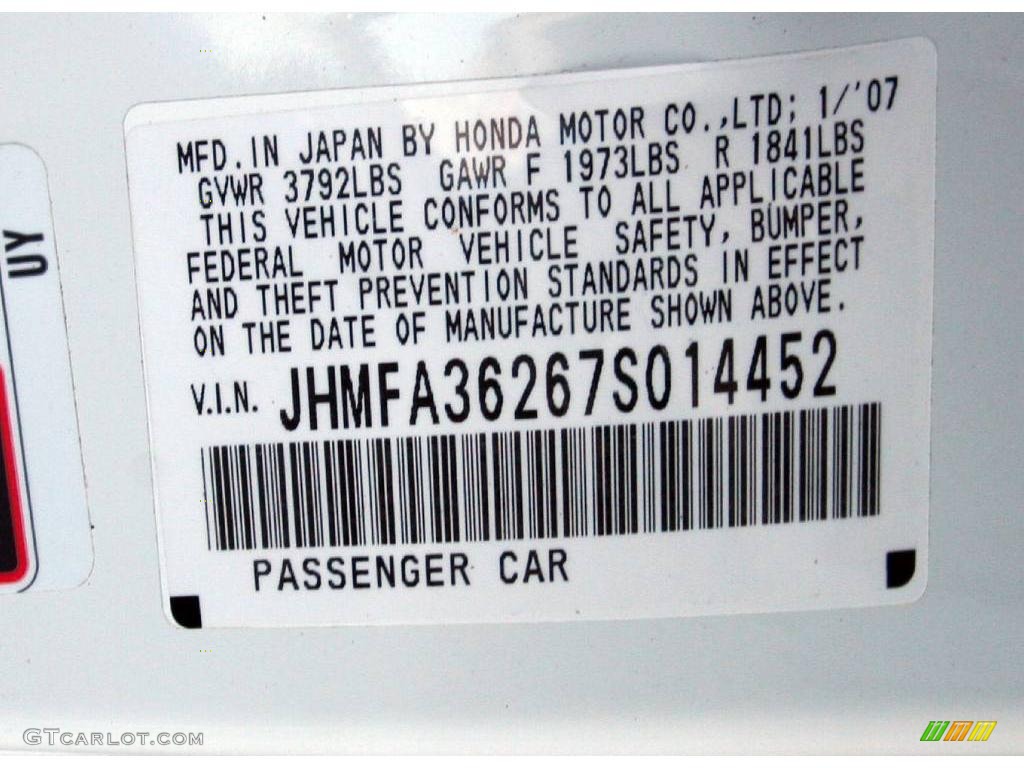 MFD. IN JAPAN BY HONDA MOTOR CO.,LTD; 1/'07
GVWR 3792LBS GAWR F 1973LBS R 1841LBS
THIS VEHICLE CONFORMS TO ALL APPLICABLE
FEDERAL MOTOR VEHICLE SAFETY, BUMPER,
AND THEFT PREVENTION STANDARDS IN EFFECT
ON THE DATE OF MANUFACTURE SHOWN ABOVE.
V.I.N. JHMFA36267S014452
PASSENGER CAR
UY
GTCARLOT.COM